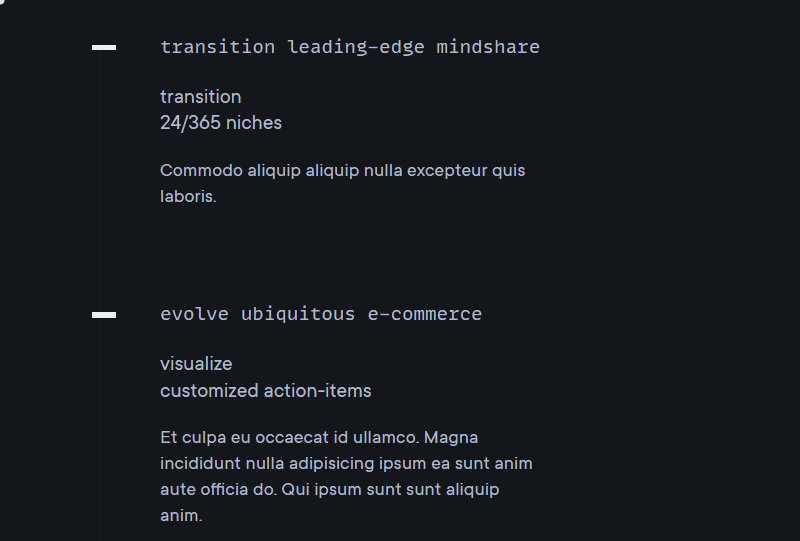 transition leading-edge mindshare
transition
24/365 niches
Commodo aliquip aliquip nulla excepteur quis
laboris.
evolve ubiquitous e-commerce
visualize
customized action-items
Et culpa eu occaecat id ullamco. Magna
incididunt nulla adipisicing ipsum ea sunt anim
aute officia do. Qui ipsum sunt sunt aliquip
anim.